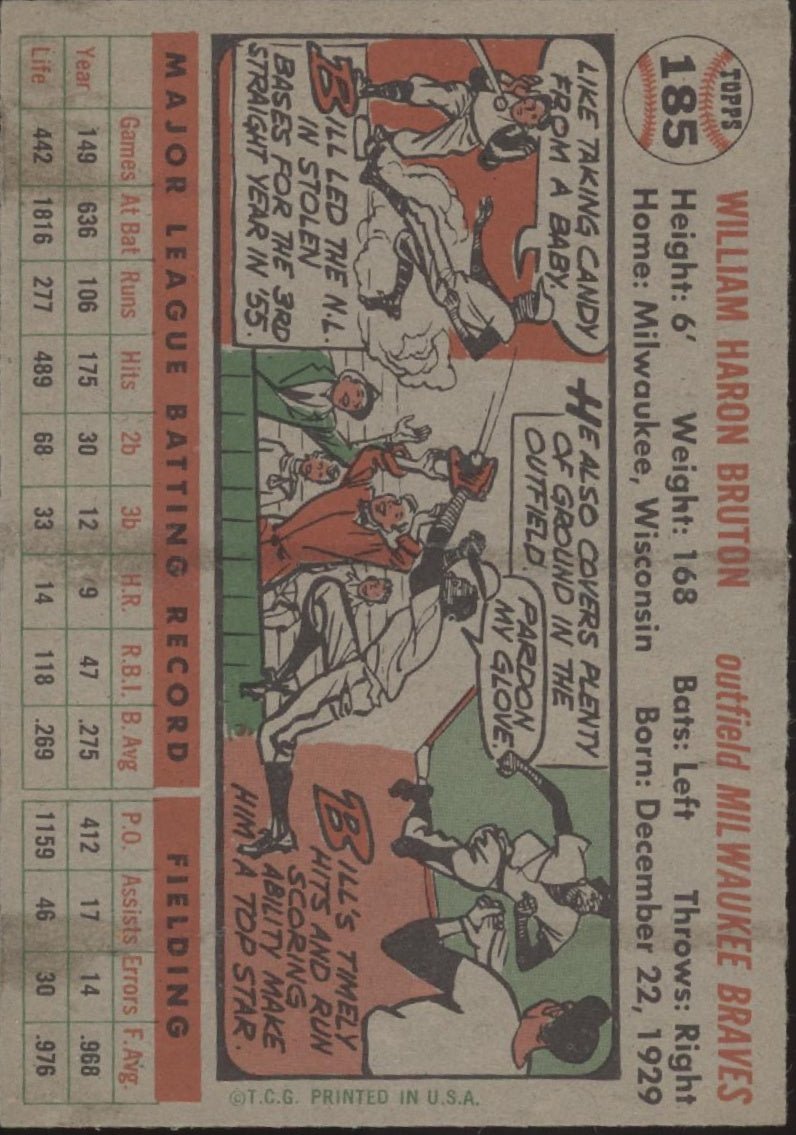 TOPPS
185
WILLIAM HARON BRUTON outfield MILWAUKEE BRAVES
Height: 6' Weight: 168 Bats: Left Throws: Right
Home: Milwaukee, Wisconsin Born: December 22, 1929
LIKE TAKING CANDY
FROM A BABY.
BILL LED THE N.L.
IN STOLEN
BASES FOR THE 3RD
STRAIGHT YEAR IN '55.
HE ALSO COVERS PLENTY
OF GROUND IN THE
OUTFIELD.
PARDON
MY GLOVE.
BILL'S TIMELY
HITS AND RUN
SCORING
ABILITY MAKE
HIM A TOP STAR.
©T.C.G. PRINTED IN U.S.A.
MAJOR LEAGUE BATTING RECORD FIELDING
Games At Bat Runs Hits 2b 3b H.R. R.B.I. B. Avg P.O. Assists Errors F. Avg.
Year 149 636 106 175 30 12 9 47 .275 412 17 14 .968
Life 442 1816 277 489 68 33 14 118 .269 1159 46 30 .976